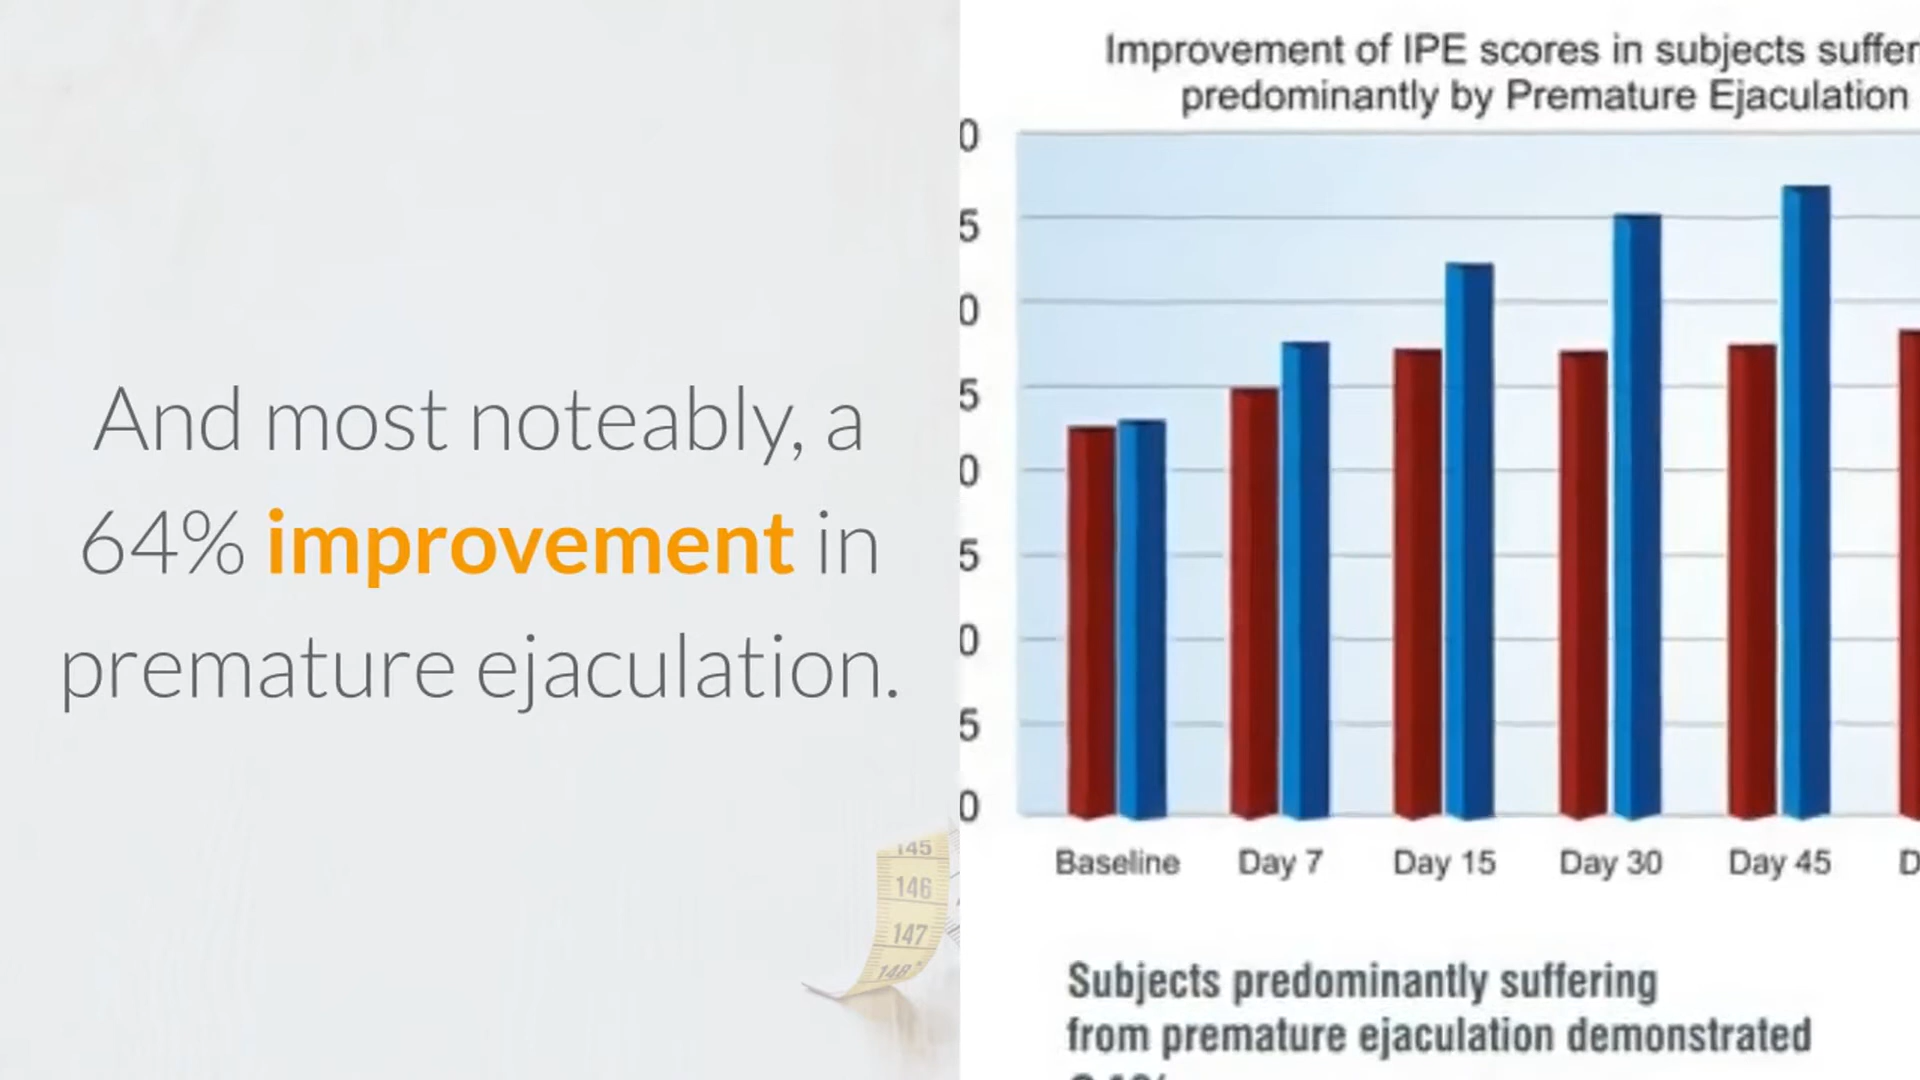 And most noteably, a
64% improvement in
premature ejaculation.
145
146
147
148
Improvement of IPE scores in subjects
predominantly by Premature Ejaculation
0
5
0
5
0
5
0
5
0
Baseline Day 7 Day 15 Day 30 Day 45
Subjects predominantly suffering
from premature ejaculation demonstrated